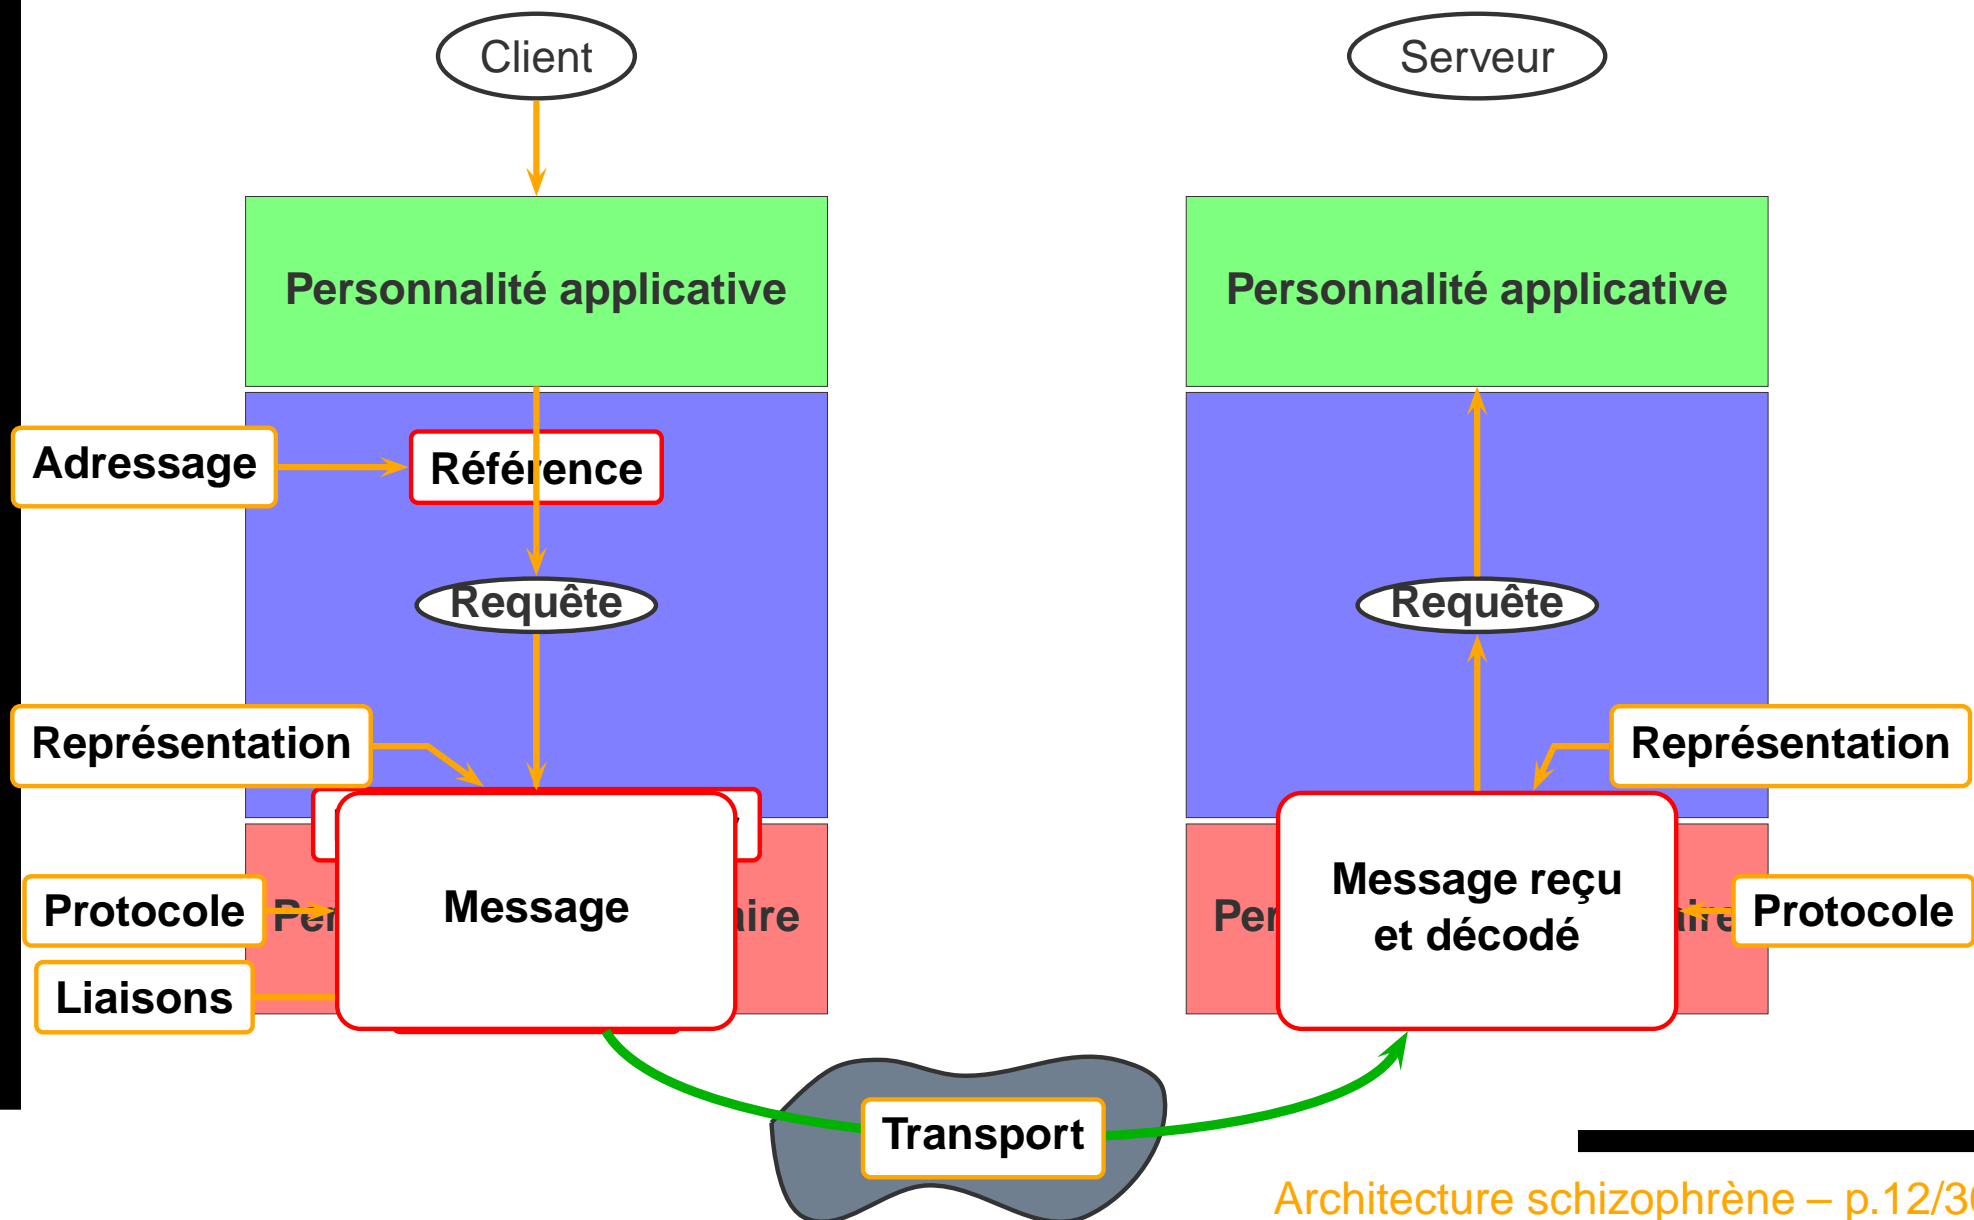 Client
Serveur
Personnalité applicative
Personnalité applicative
Adressage
Référence
Requête
Requête
Représentation
Représentation
Protocole
Message
Message reçu
et décodé
Protocole
Liaisons
Transport
Architecture schizophrène – p.12/30